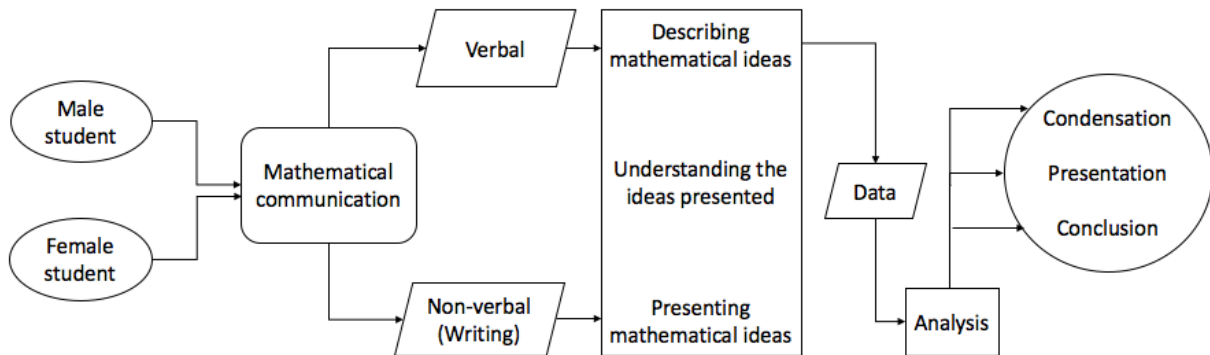 Male
student
Female
student
Mathematical
communication
Verbal
Non-verbal
(Writing)
Describing
mathematical ideas
Understanding the
ideas presented
Presenting
mathematical ideas
Data
Analysis
Condensation
Presentation
Conclusion